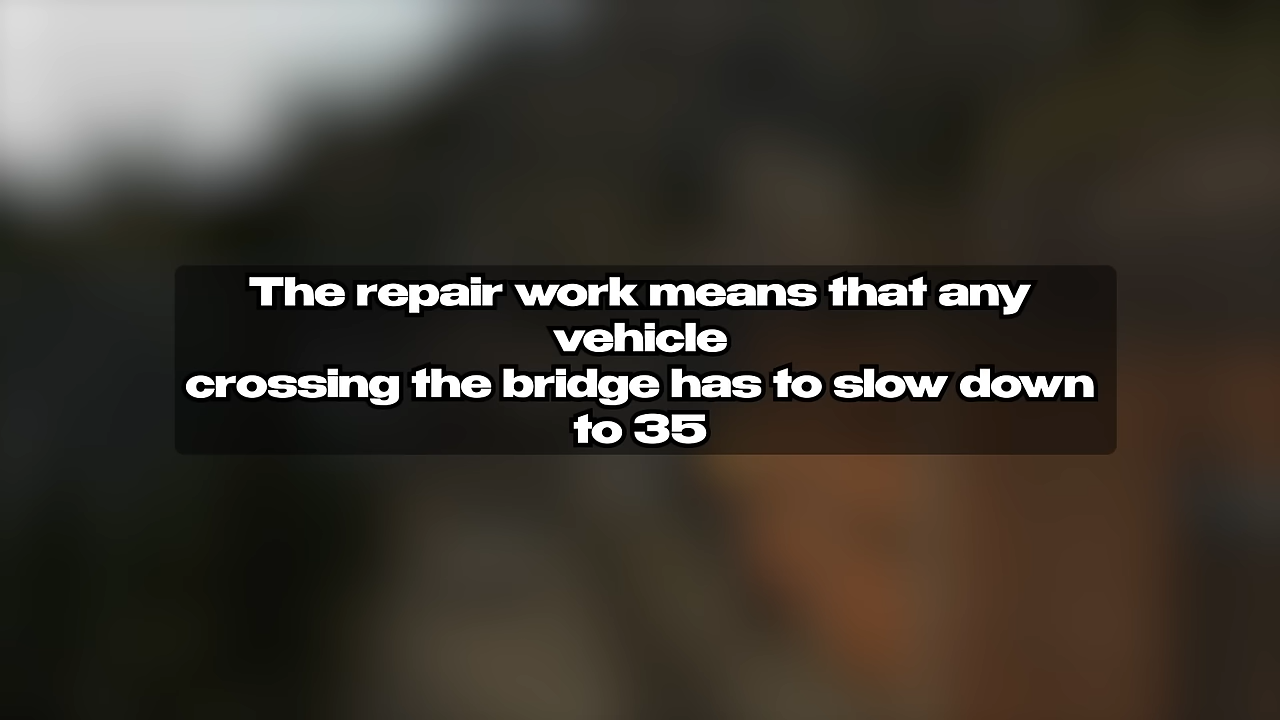 The repair work means that any
vehicle
crossing the bridge has to slow down
to 35